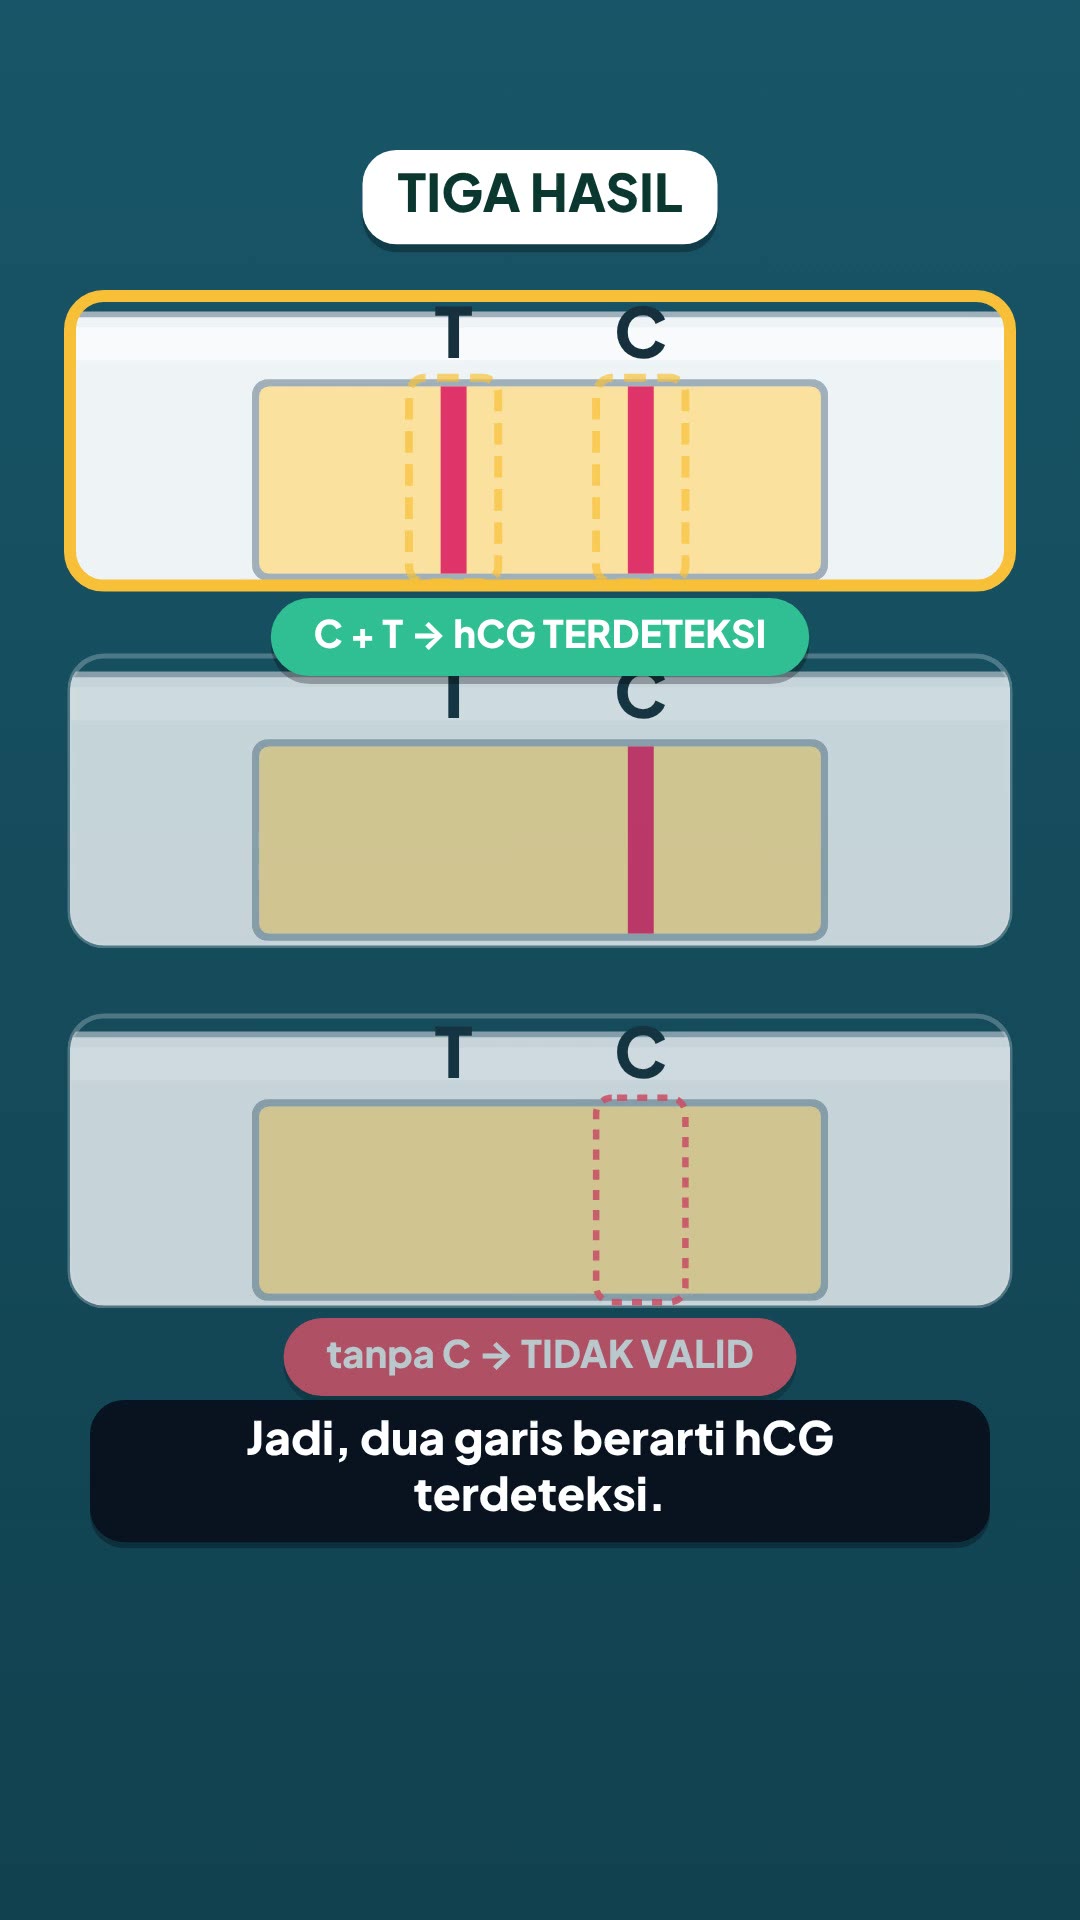 TIGA HASIL
T C
C + T → hCG TERDETEKSI
T C
T C
tanpa C → TIDAK VALID
Jadi, dua garis berarti hCG
terdeteksi.